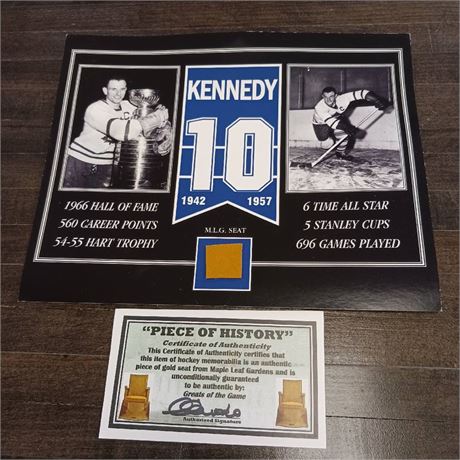 KENNEDY
10
1942 1957
1966 HALL OF FAME
560 CAREER POINTS
54-55 HART TROPHY
6 TIME ALL STAR
5 STANLEY CUPS
696 GAMES PLAYED
M.L.G. SEAT
"PIECE OF HISTORY"
Certificate of Authenticity
This Certificate of Authenticity certifies that
this item of hockey memorabilia is an authentic
piece of gold seat from Maple Leaf Gardens and is
unconditionally guaranteed
to be authentic by:
Greats of the Game
Authorized Signature